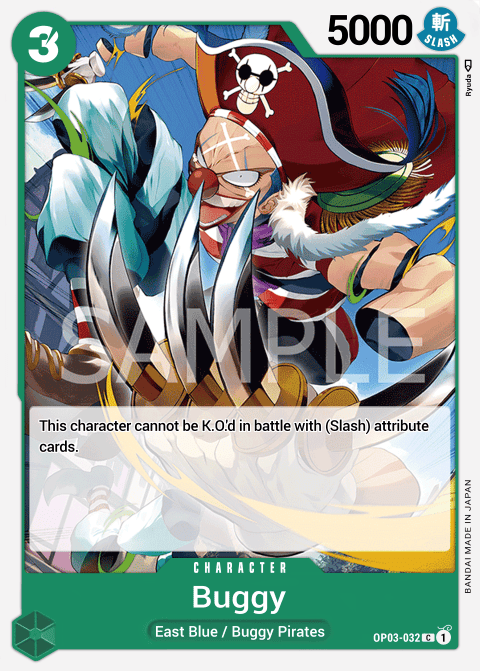 3
5000
斬
SLASH
Ryuda
SAMPLE
This character cannot be K.O.'d in battle with (Slash) attribute
cards.
BANDAI MADE IN JAPAN
CHARACTER
Buggy
East Blue / Buggy Pirates
OP03-032 C 1